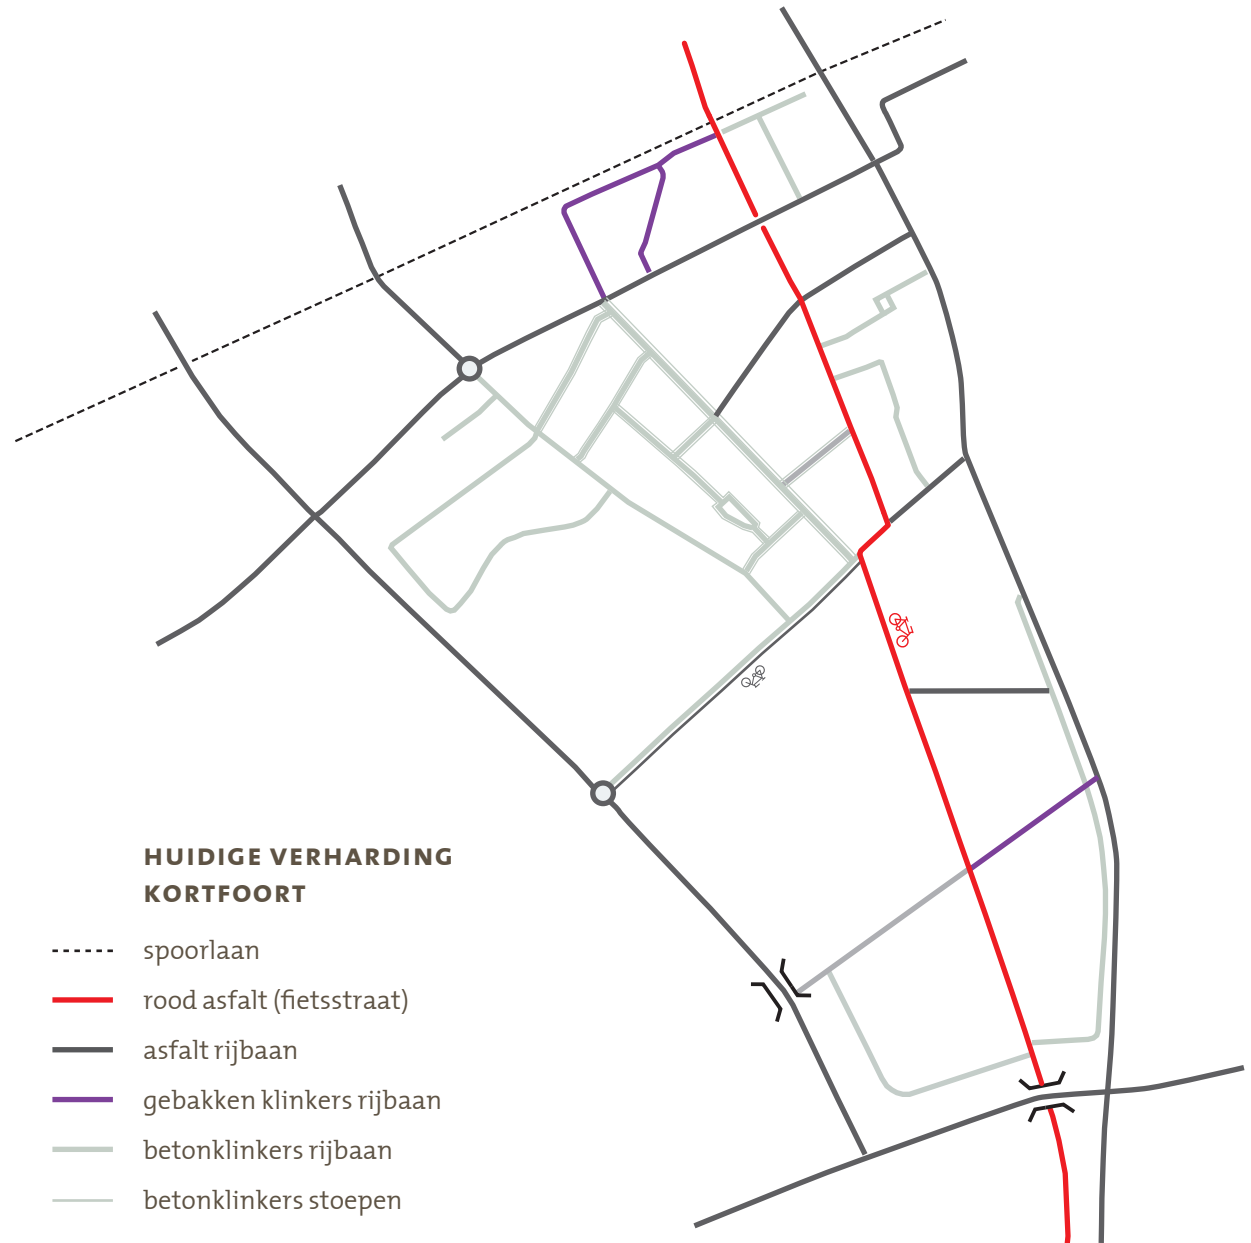 HUIDIGE VERHARDING
KORTFOORT
spoorlaan
rood asfalt (fietsstraat)
asfalt rijbaan
gebakken klinkers rijbaan
betonklinkers rijbaan
betonklinkers stoepen